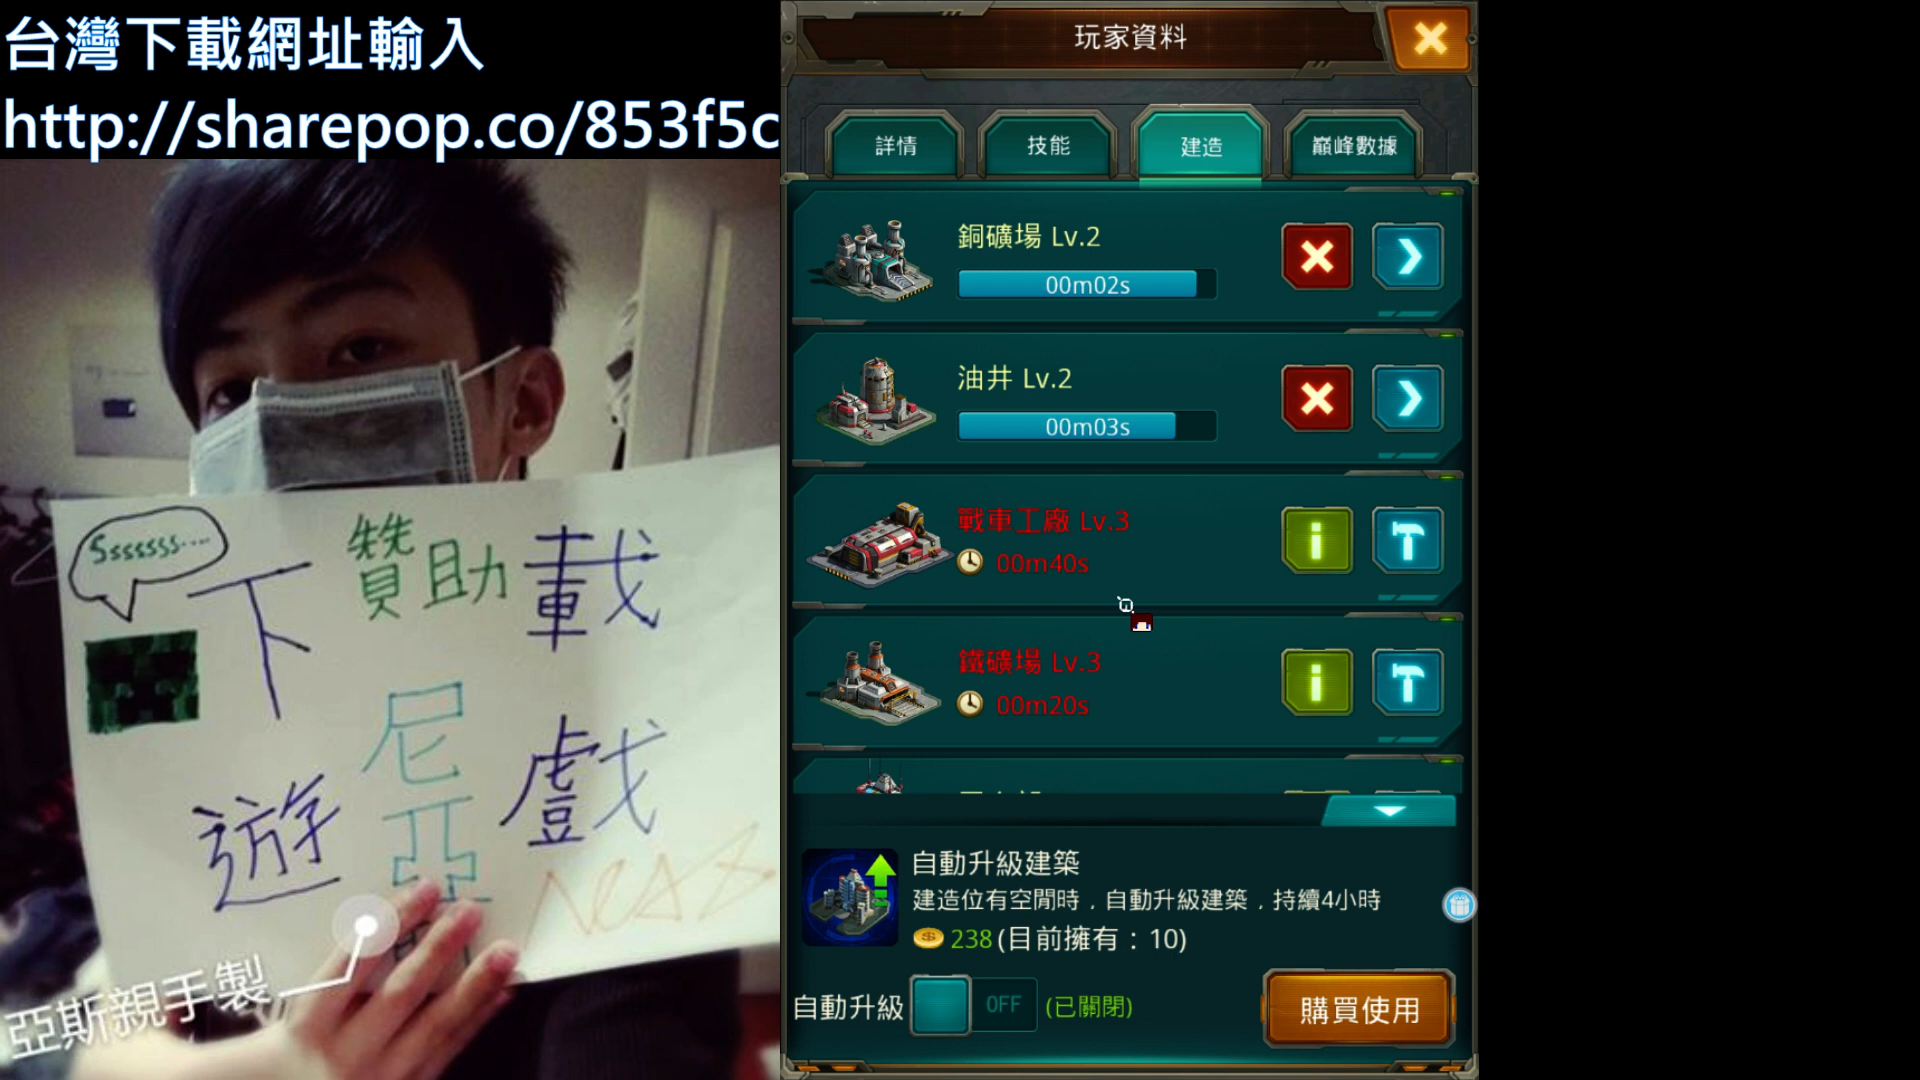 台灣下載網址輸入
http://sharepop.co/853f5c
Sssssss....
下載
贊助
遊戲
尼亞
亞斯親手製
玩家資料
詳情
技能
建造
巔峰數據
銅礦場 Lv.2
00m02s
油井 Lv.2
00m03s
戰車工廠 Lv.3
00m40s
鐵礦場 Lv.3
00m20s
自動升級建築
建造位有空閒時，自動升級建築，持續4小時
238(目前擁有：10)
自動升級
OFF
(已關閉)
購買使用